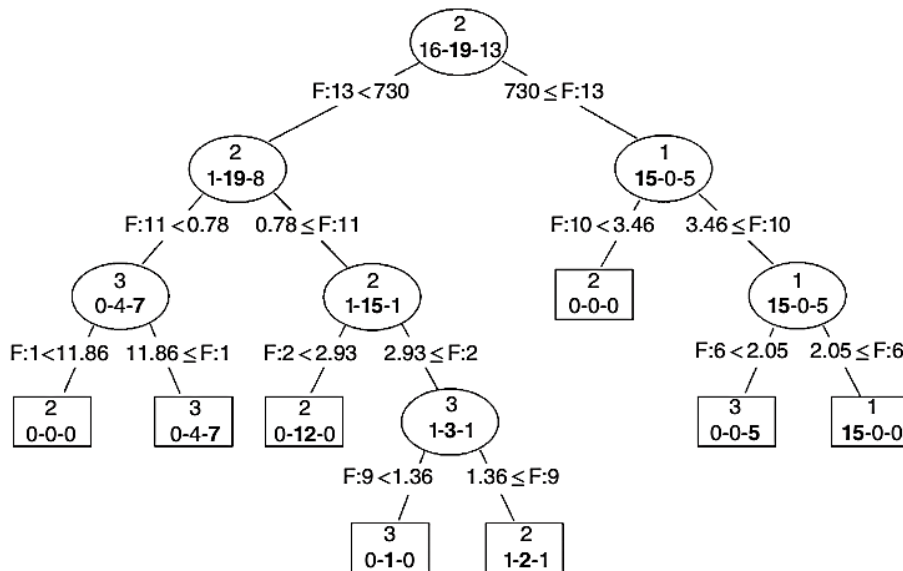 2
16-19-13
F:13 < 730
730 ≤ F:13
2
1-19-8
1
15-0-5
F:11 < 0.78
0.78 ≤ F:11
F:10 < 3.46
3.46 ≤ F:10
3
0-4-7
2
1-15-1
2
0-0-0
1
15-0-5
F:1 < 11.86
11.86 ≤ F:1
F:2 < 2.93
2.93 ≤ F:2
F:6 < 2.05
2.05 ≤ F:6
2
0-0-0
3
0-4-7
2
0-12-0
3
1-3-1
3
0-0-5
1
15-0-0
F:9 < 1.36
1.36 ≤ F:9
3
0-1-0
2
1-2-1